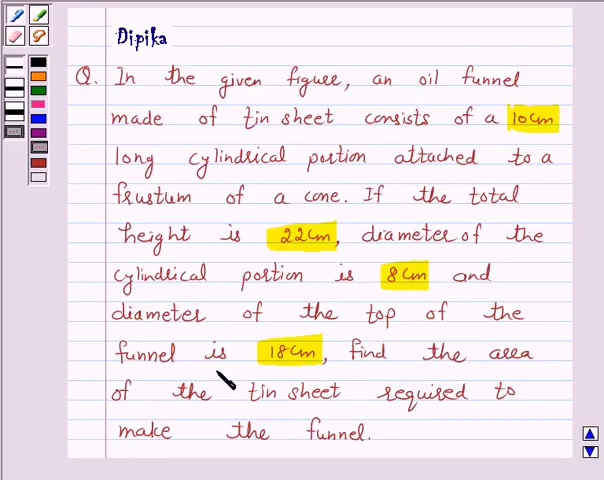 Dipika
Q. In the given figure, an oil funnel
made of tin sheet consists of a 10cm
long cylindrical portion attached to a
frustum of a cone. If the total
height is 22cm, diameter of the
cylindrical portion is 8cm and
diameter of the top of the
funnel is 18cm, find the area
of the tin sheet required to
make the funnel.